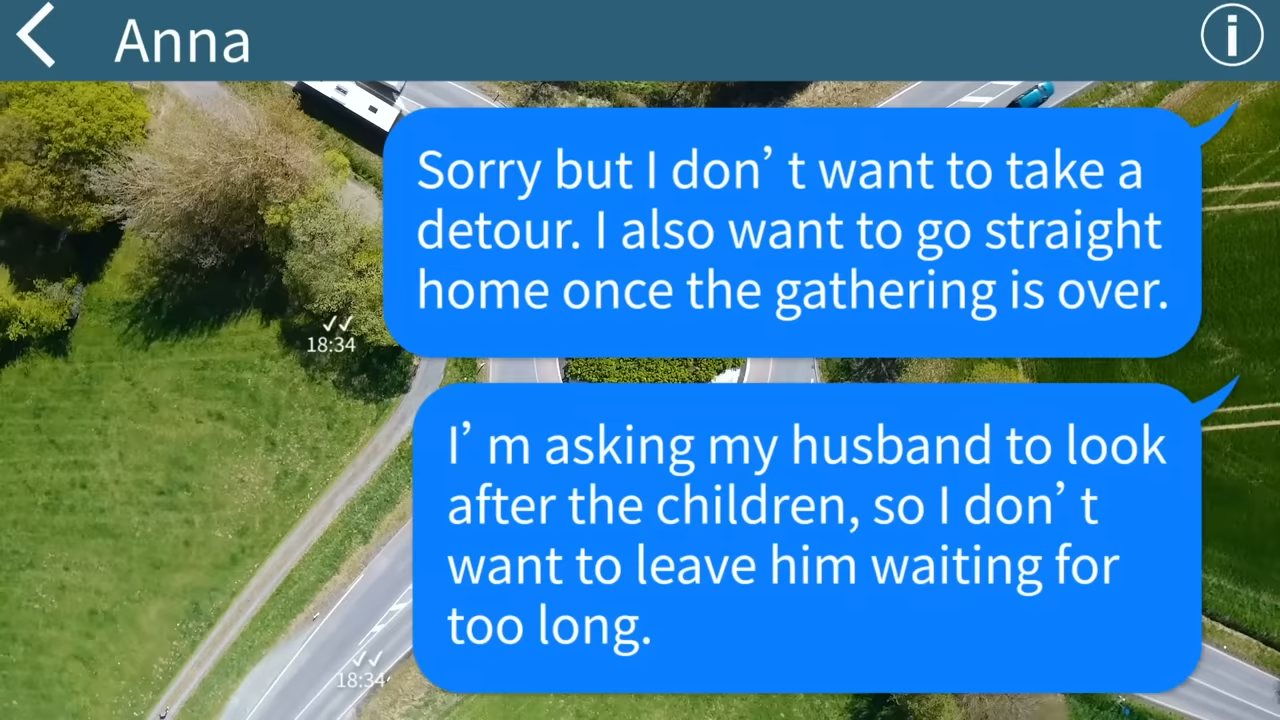 Anna
Sorry but I don’ t want to take a
detour. I also want to go straight
home once the gathering is over.
18:34
I’ m asking my husband to look
after the children, so I don’ t
want to leave him waiting for
too long.
18:34